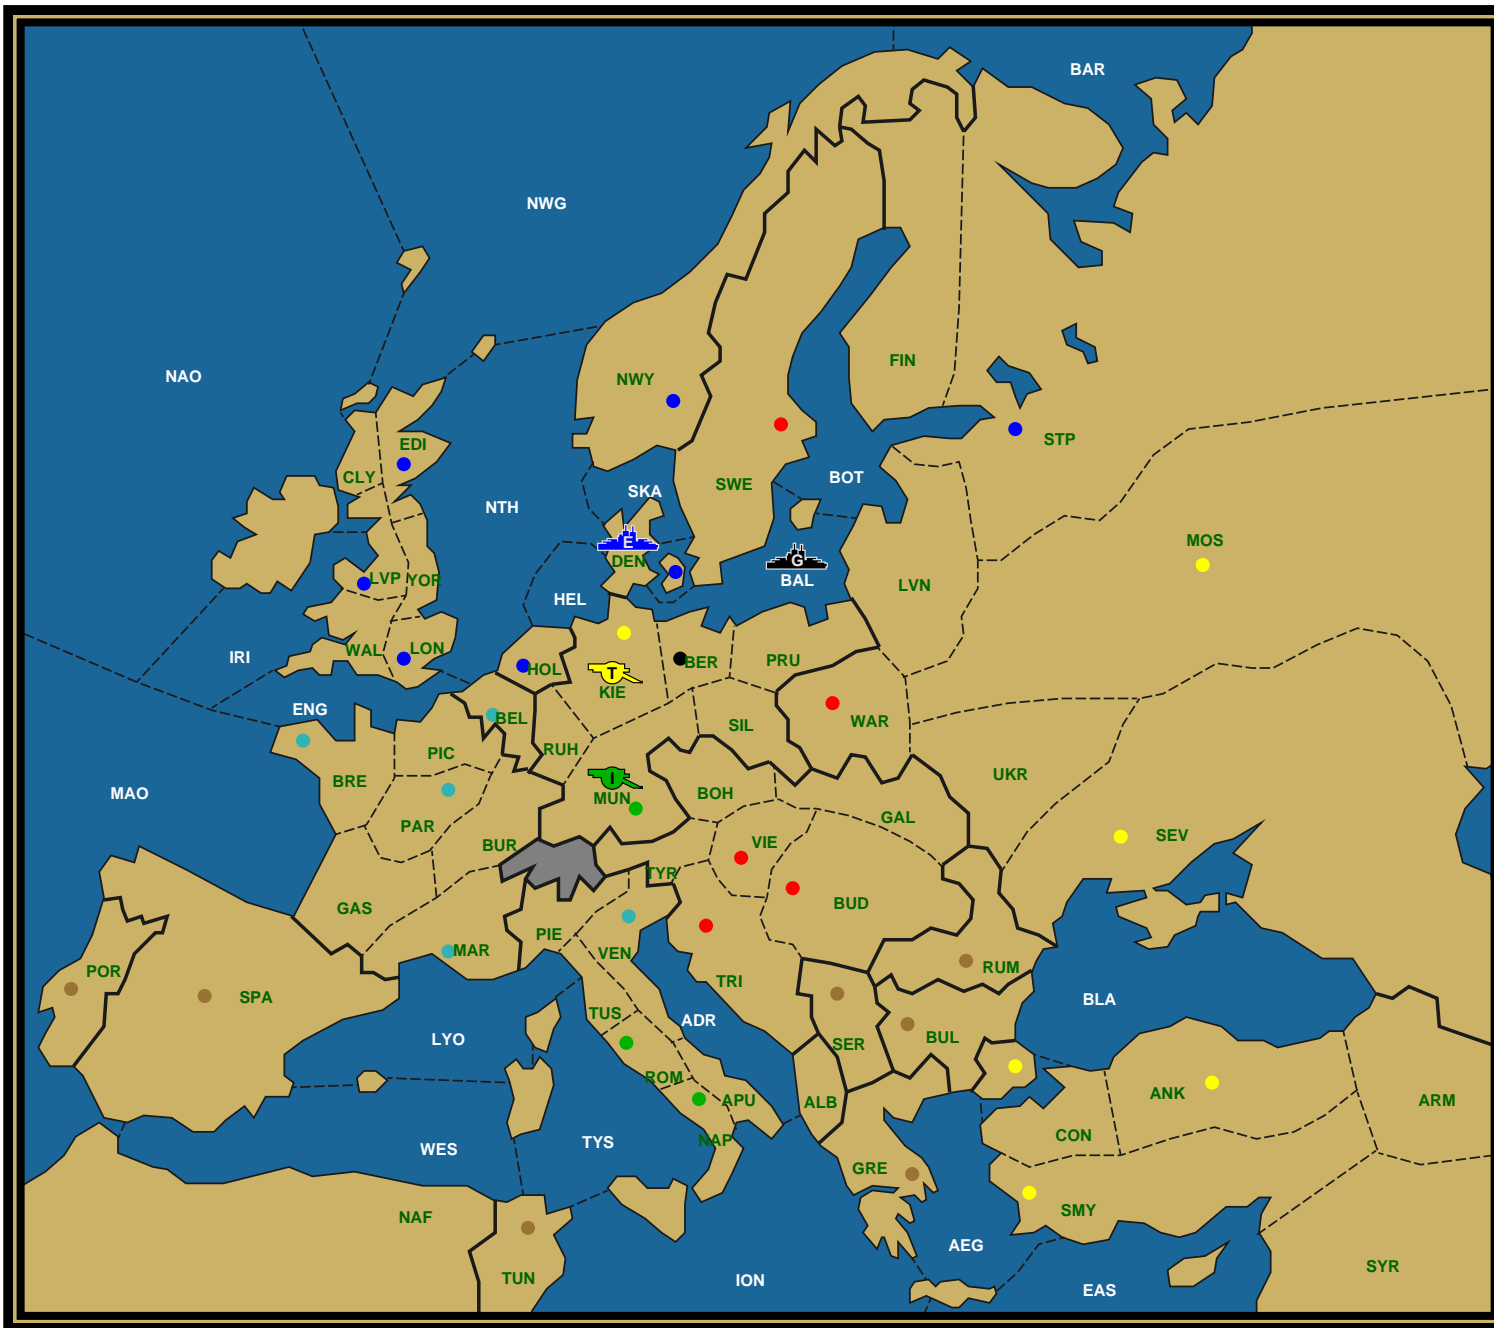 BAR
NWG
NAO
FIN
NWY
EDI
STP
CLY
BOT
SWE
SKA
NTH
MOS
E
G
DEN
BAL
LVP
YOR
LVN
HEL
WAL
LON
IRI
HOL
T
BER
PRU
KIE
ENG
BEL
WAR
SIL
PIC
RUH
UKR
I
BRE
MAO
BOH
MUN
GAL
PAR
SEV
VIE
BUR
TYR
BUD
GAS
PIE
MAR
VEN
RUM
POR
TRI
SPA
BLA
TUS
ADR
LYO
BUL
SER
ROM
ANK
APU
ALB
ARM
CON
NAP
TYS
WES
GRE
SMY
NAF
AEG
SYR
TUN
ION
EAS